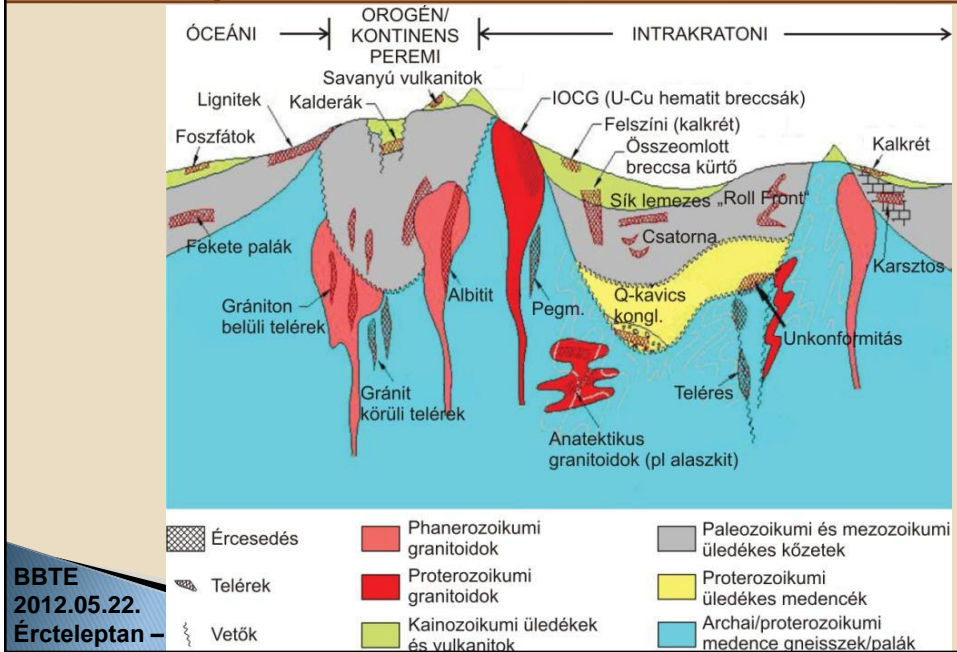 ÓCEÁNI
OROGÉN/
KONTINENS
PEREMI
INTRAKRATONI
Savanyú vulkanitok
Lignitek
Kalderák
IOCG (U-Cu hematit breccsák)
Foszfátok
Felszíni (kalkrét)
Összeomlott
breccsa kürtő
Kalkrét
Sík lemezes „Roll Front”
Csatorna
Fekete palák
Karsztos
Grániton
belüli telérek
Albitit
Pegm.
Q-kavics
kongl.
Unkonformitás
Gránit
körüli telérek
Teléres
Anatektikus
granitoidok (pl alaszkit)
Ércesedés
Telérek
Vetők
Phanerozoikumi
granitoidok
Proterozoikumi
granitoidok
Kainozoikumi üledékek
és vulkanitok
Paleozoikumi és mezozoikumi
üledékes kőzetek
Proterozoikumi
üledékes medencék
Archai/proterozoikumi
medence gneisszek/palák
BBTE
2012.05.22.
Érctelep­tan –